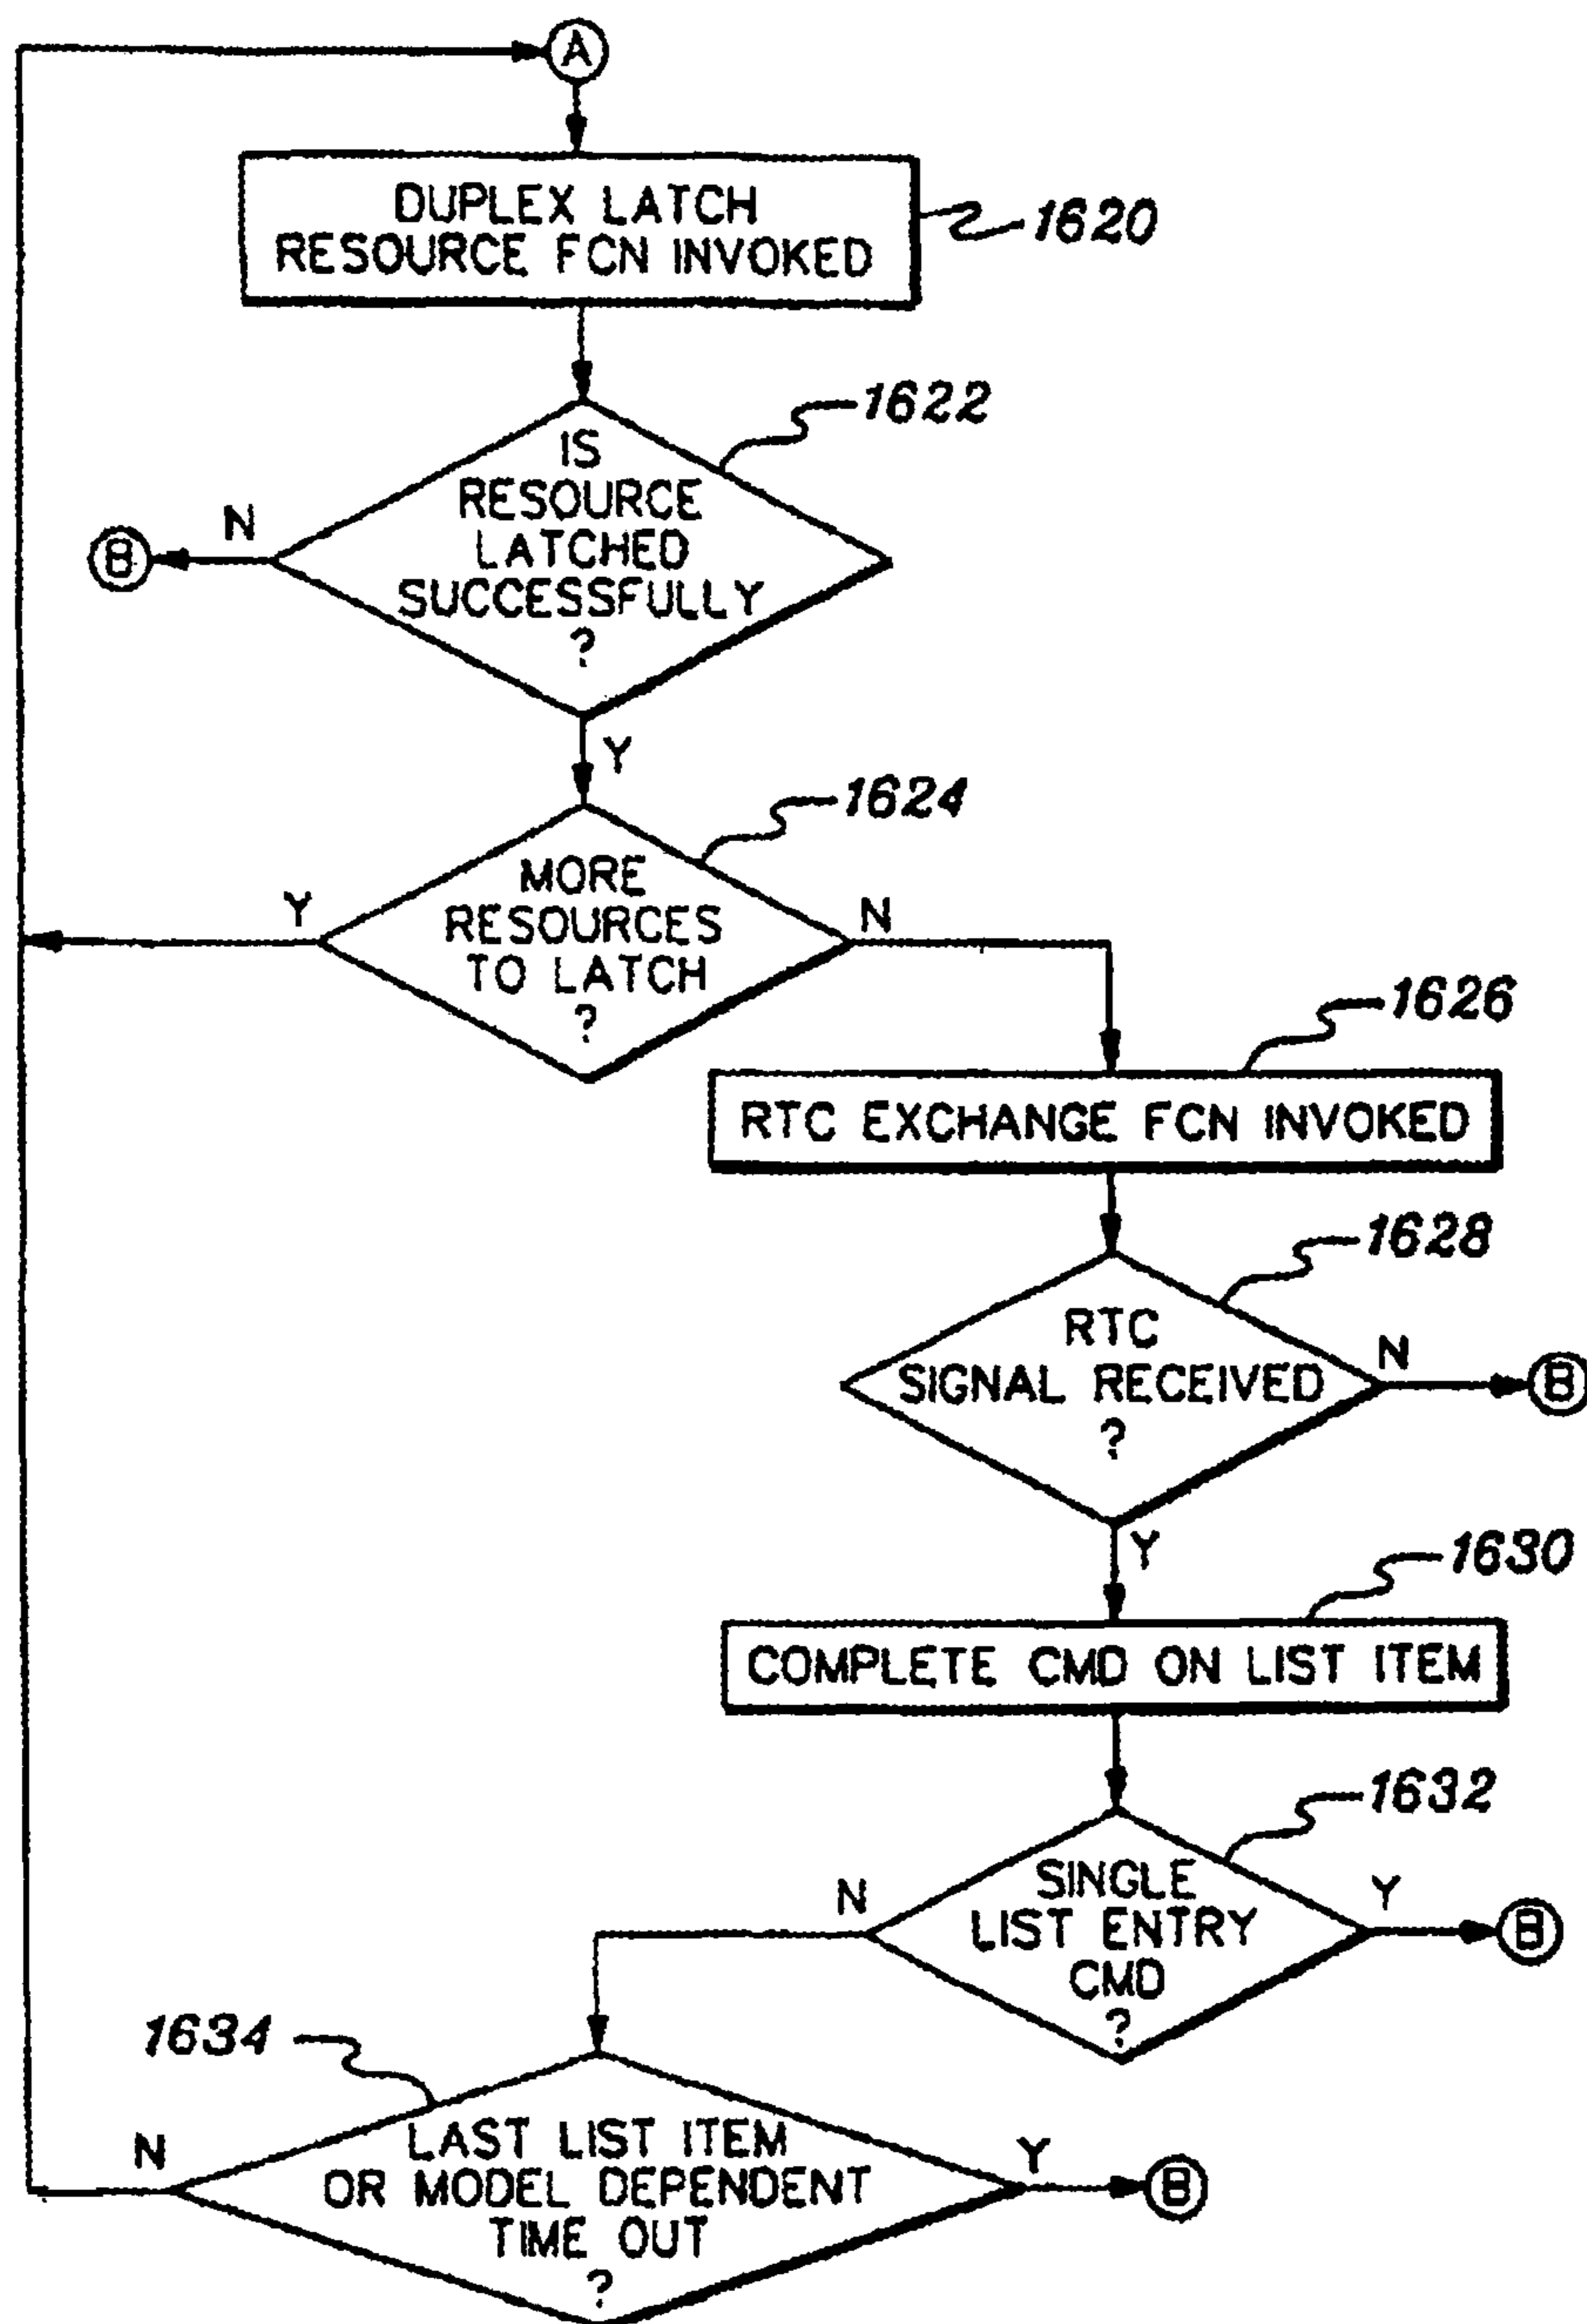 A
DUPLEX LATCH
RESOURCE FCN INVOKED
1620
1622
IS
RESOURCE
LATCHED
SUCCESSFULLY
?
N
B
Y
1624
MORE
RESOURCES
TO LATCH
?
Y
N
1626
RTC EXCHANGE FCN INVOKED
1628
RTC
SIGNAL RECEIVED
?
N
B
Y
1630
COMPLETE CMD ON LIST ITEM
1632
SINGLE
LIST ENTRY
CMD
?
N
Y
B
1634
LAST LIST ITEM
OR MODEL DEPENDENT
TIME OUT
?
N
Y
B